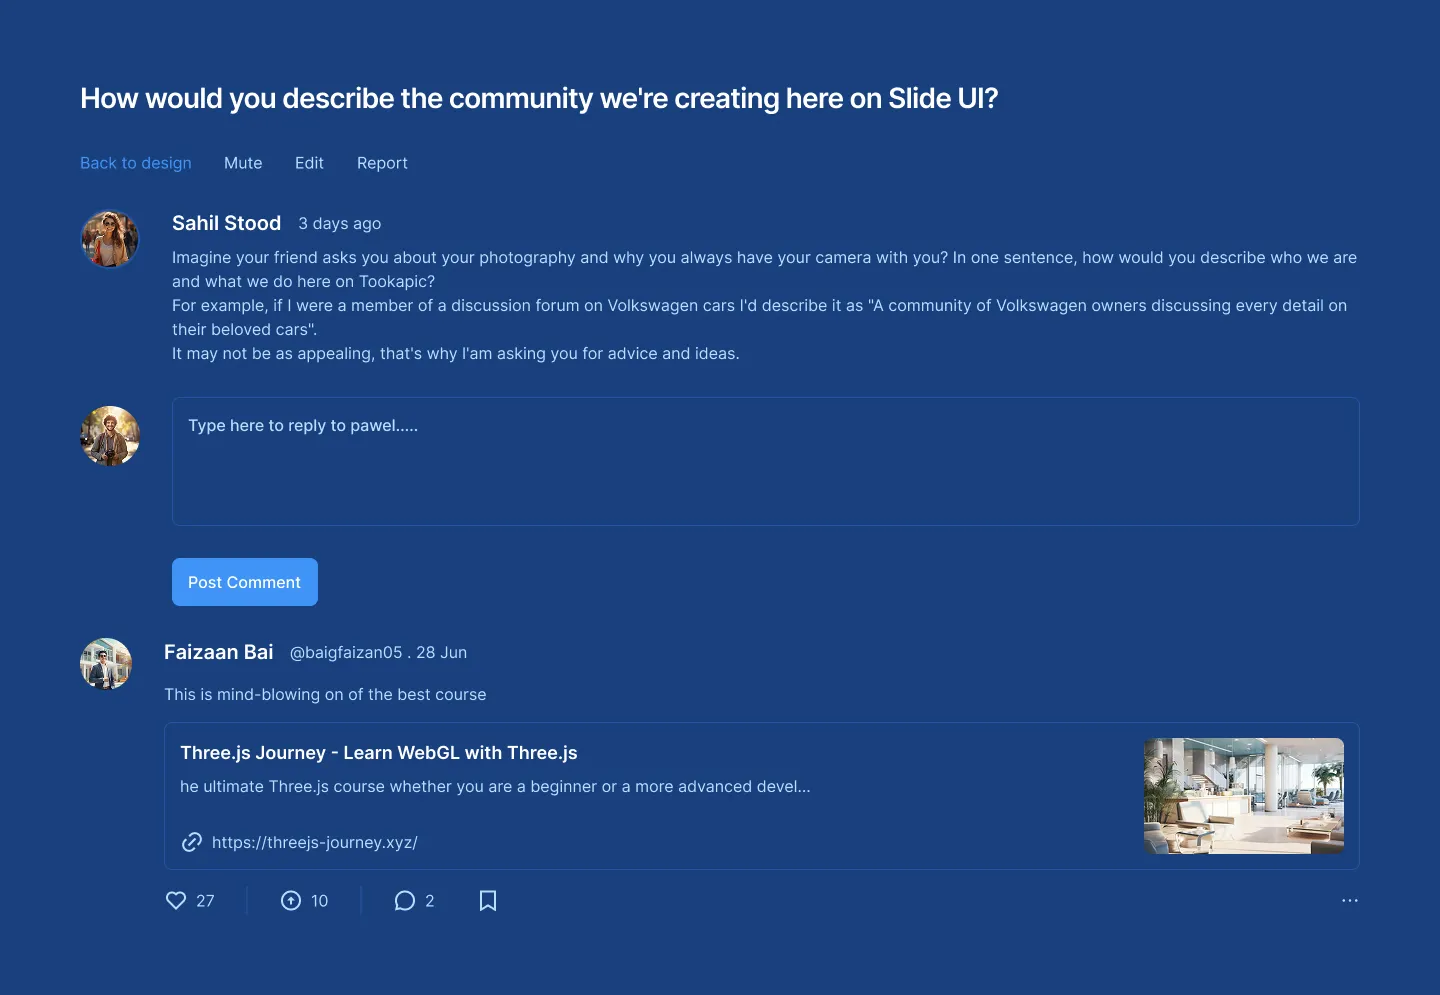 How would you describe the community we're creating here on Slide UI?
Back to design Mute Edit Report
Sahil Stood 3 days ago
Imagine your friend asks you about your photography and why you always have your camera with you? In one sentence, how would you describe who we are
and what we do here on Tookapic?
For example, if I were a member of a discussion forum on Volkswagen cars I'd describe it as "A community of Volkswagen owners discussing every detail on
their beloved cars".
It may not be as appealing, that's why I'am asking you for advice and ideas.
Type here to reply to pawel.....
Post Comment
Faizaan Bai @baigfaizan05 . 28 Jun
This is mind-blowing on of the best course
Three.js Journey - Learn WebGL with Three.js
he ultimate Three.js course whether you are a beginner or a more advanced devel...
https://threejs-journey.xyz/
27 10 2